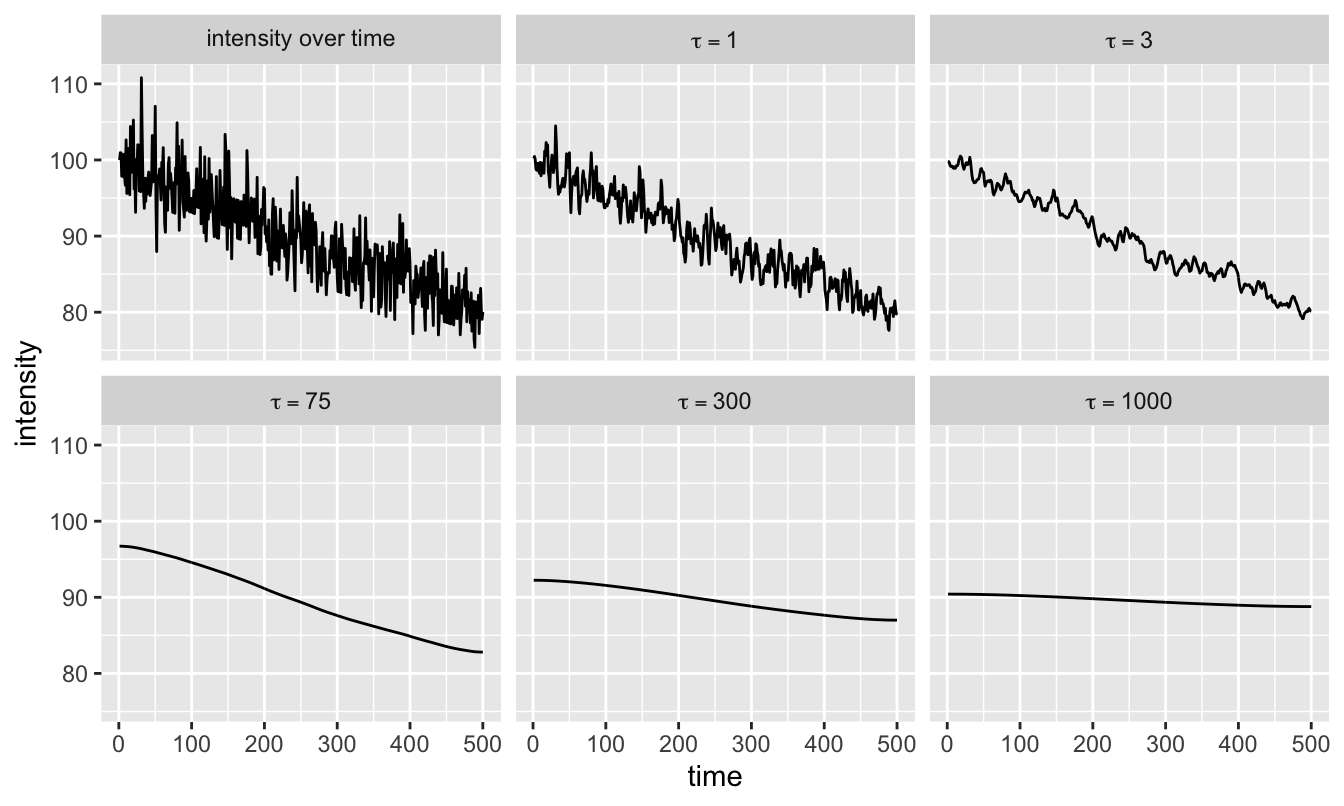 intensity over time
τ = 1
τ = 3
110
100
90
80
intensity
τ = 75
τ = 300
τ = 1000
110
100
90
80
0 100 200 300 400 500
0 100 200 300 400 500
0 100 200 300 400 500
time